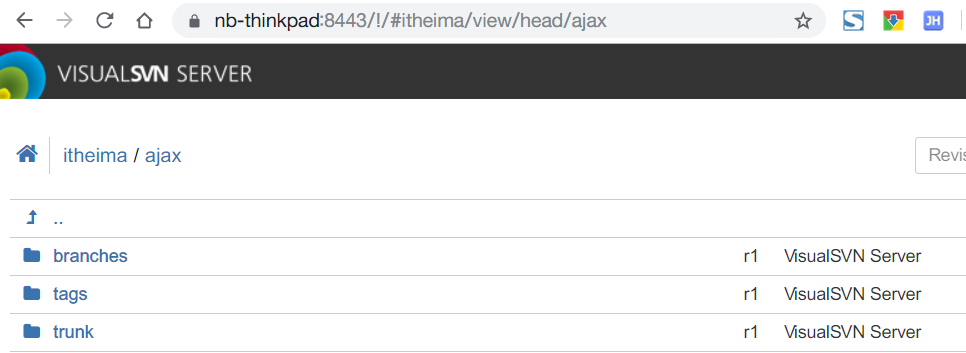 nb-thinkpad:8443/!/#itheima/view/head/ajax
S
JH
VISUALSVN SERVER
itheima / ajax
Revis
..
branches r1 VisualSVN Server
tags r1 VisualSVN Server
trunk r1 VisualSVN Server